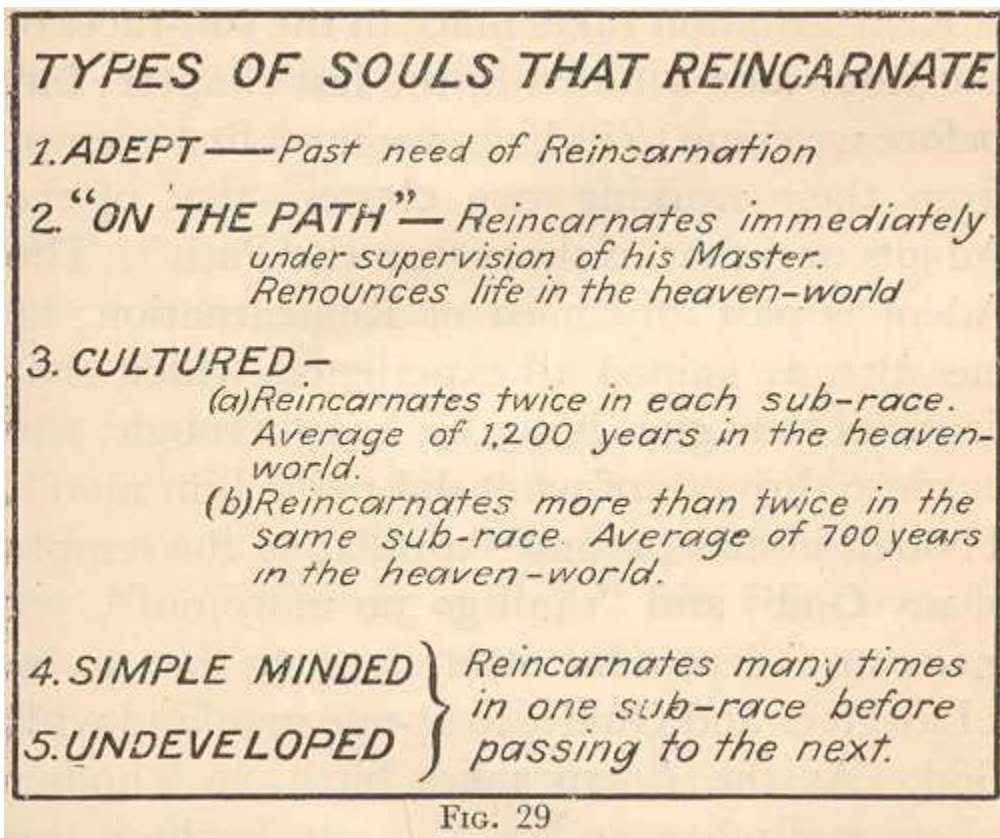 TYPES OF SOULS THAT REINCARNATE
1. ADEPT — Past need of Reincarnation
2. "ON THE PATH" — Reincarnates immediately
under supervision of his Master.
Renounces life in the heaven-world
3. CULTURED —
(a) Reincarnates twice in each sub-race.
Average of 1,200 years in the heaven-
world.
(b) Reincarnates more than twice in the
same sub-race. Average of 700 years
in the heaven-world.
4. SIMPLE MINDED
5. UNDEVELOPED
Reincarnates many times
in one sub-race before
passing to the next.
FIG. 29